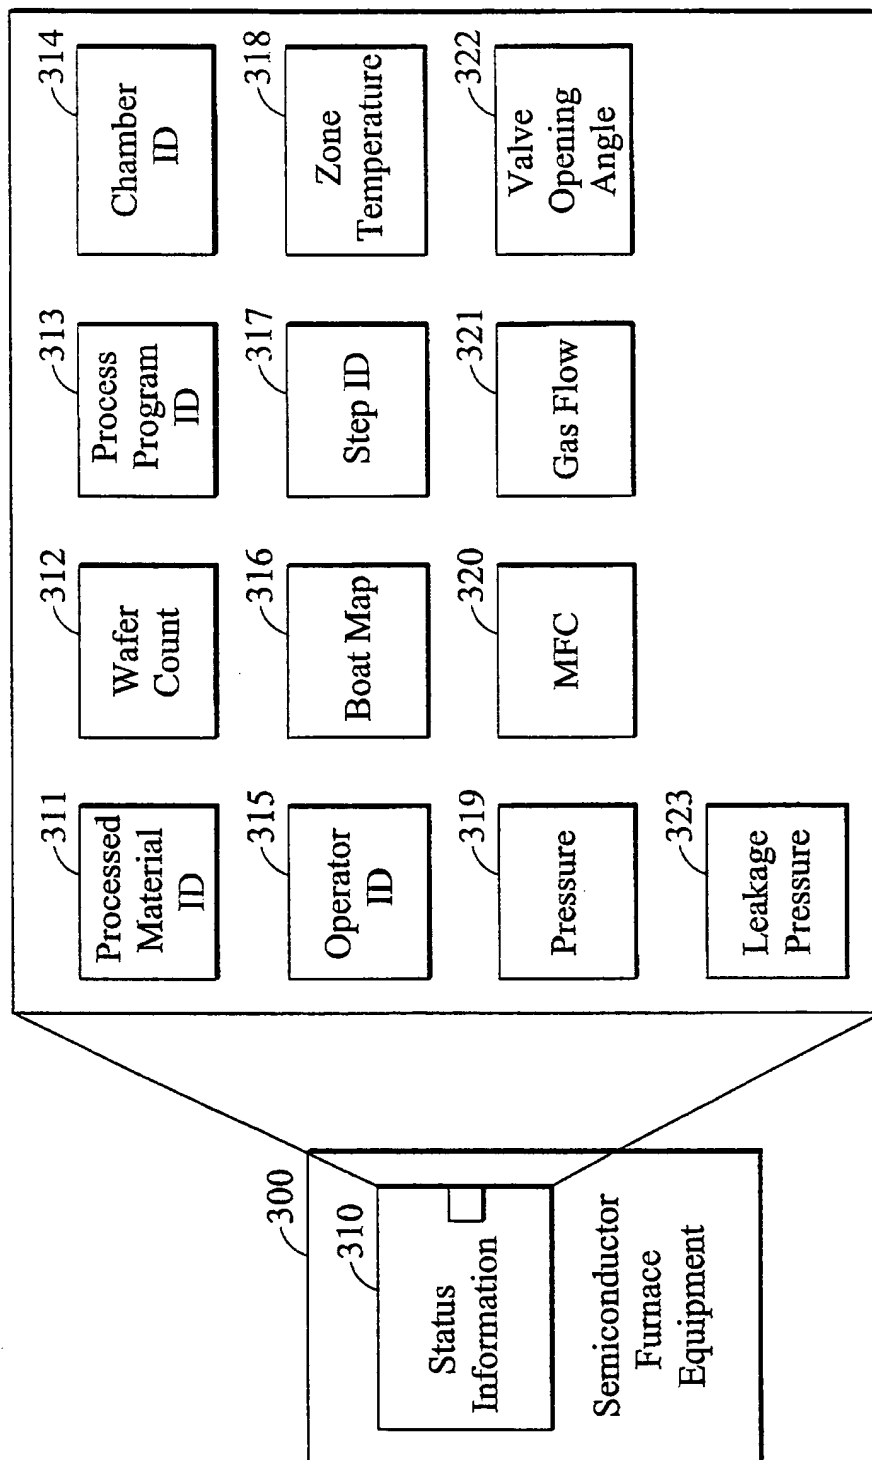 300
310
Status
Information
Semiconductor
Furnace
Equipment
311
Processed
Material
ID
312
Wafer
Count
313
Process
Program
ID
314
Chamber
ID
315
Operator
ID
316
Boat Map
317
Step ID
318
Zone
Temperature
319
Pressure
320
MFC
321
Gas Flow
322
Valve
Opening
Angle
323
Leakage
Pressure